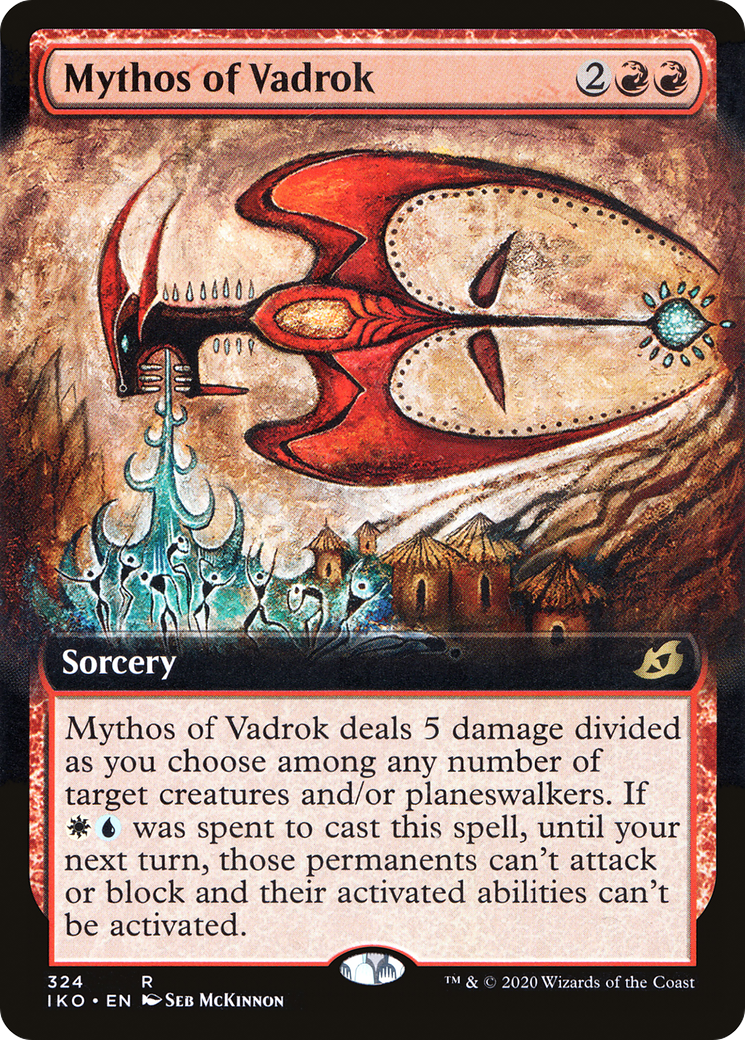 Mythos of Vadrok 2
Sorcery
Mythos of Vadrok deals 5 damage divided
as you choose among any number of
target creatures and/or planeswalkers. If
was spent to cast this spell, until your
next turn, those permanents can't attack
or block and their activated abilities can't
be activated.
324 R
IKO • EN Seb McKinnon
™ & © 2020 Wizards of the Coast